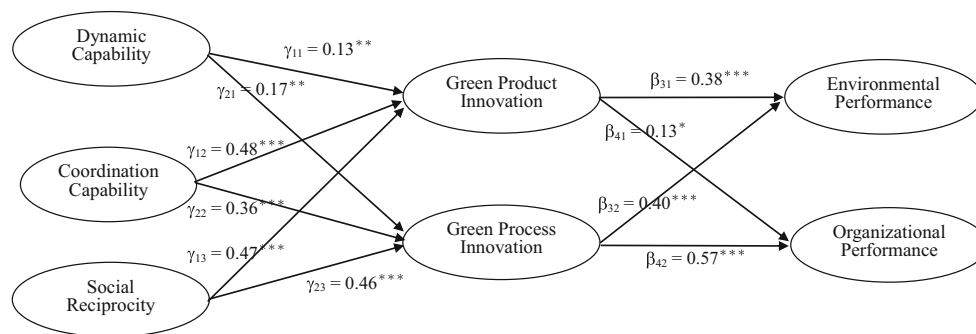 Dynamic
Capability
γ11 = 0.13**
γ21 = 0.17**
Green Product
Innovation
β31 = 0.38***
Environmental
Performance
β41 = 0.13*
γ12 = 0.48***
Coordination
Capability
γ22 = 0.36***
β32 = 0.40***
Green Process
Innovation
Organizational
Performance
γ13 = 0.47***
β42 = 0.57***
γ23 = 0.46***
Social
Reciprocity